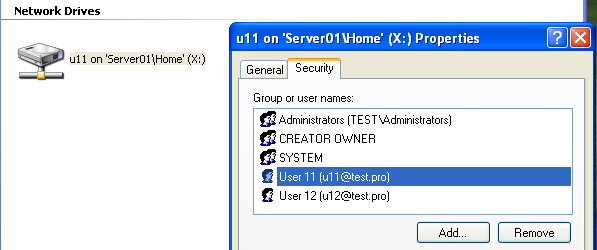 Network Drives
u11 on 'Server01\Home' (X:)
u11 on 'Server01\Home' (X:) Properties
?
General
Security
Group or user names:
Administrators (TEST\Administrators)
CREATOR OWNER
SYSTEM
User 11 (u11@test.pro)
User 12 (u12@test.pro)
Add...
Remove